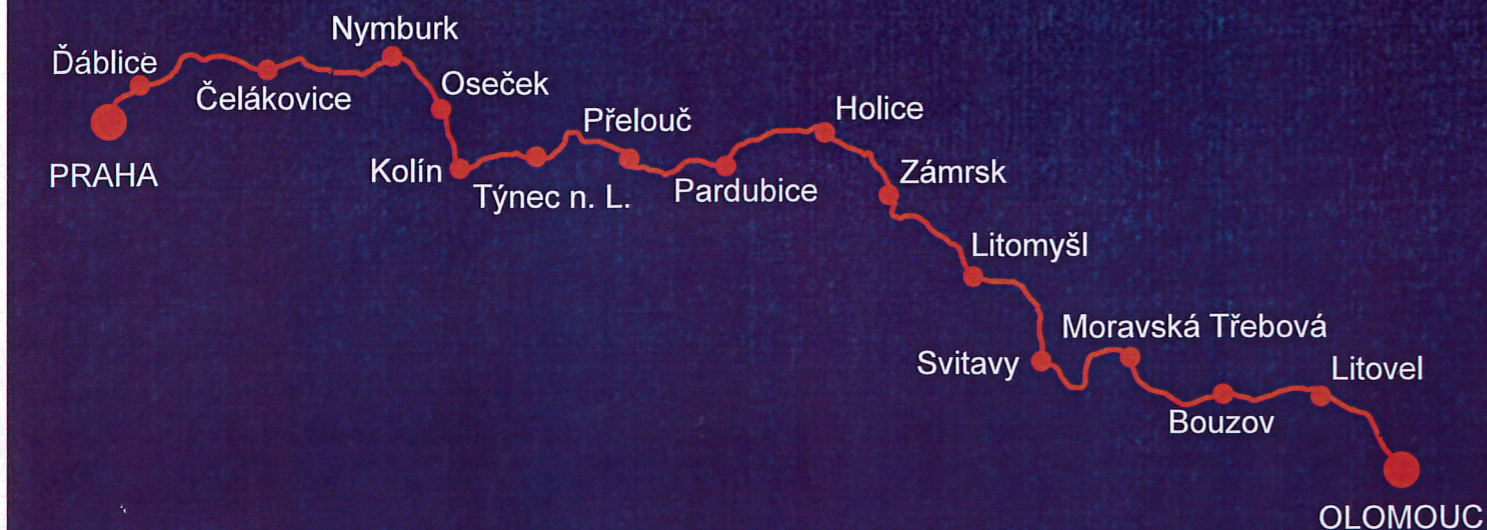 Nymburk
Ďáblice
Čelákovice
Oseček
PRAHA
Kolín
Týnec n. L.
Přelouč
Pardubice
Holice
Zámrsk
Litomyšl
Svitavy
Moravská Třebová
Bouzov
Litovel
OLOMOUC